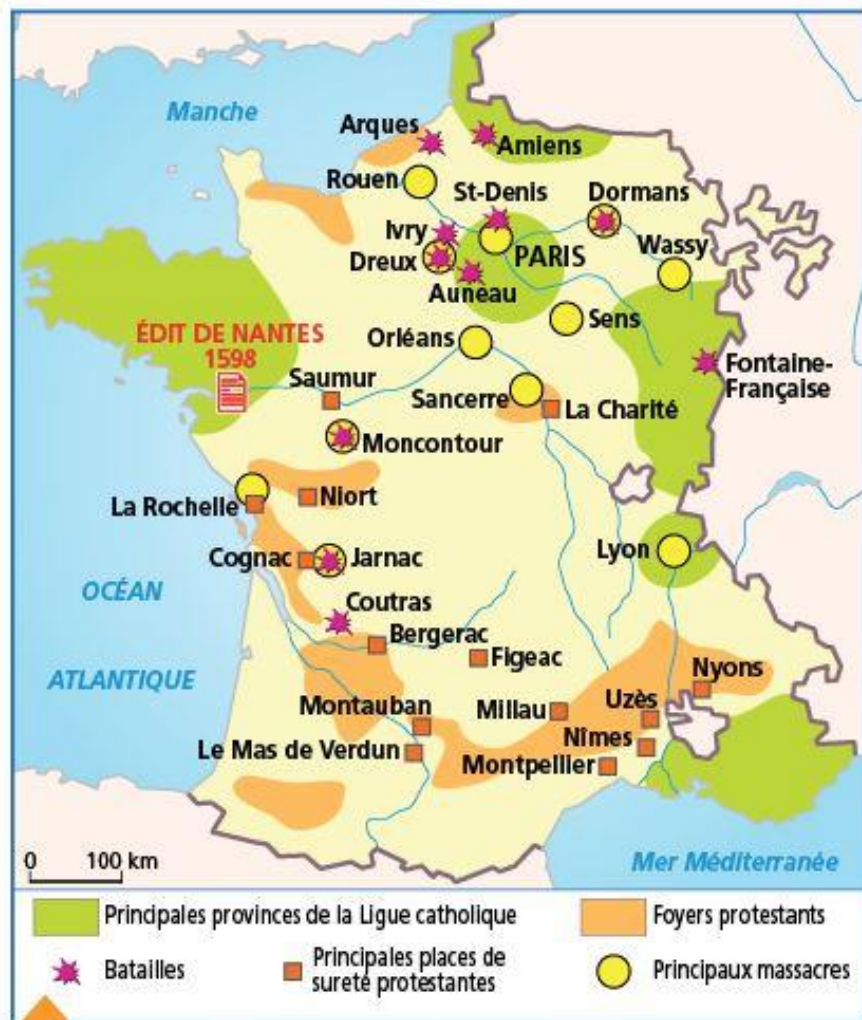 Manche
Arques
Amiens
Rouen
St-Denis
Dormans
Ivry
PARIS
Wassy
Dreux
Auneau
Sens
ÉDIT DE NANTES
1598
Orléans
Fontaine-
Française
Saumur
Sancerre
La Charité
Moncontour
La Rochelle
Niort
Lyon
Cognac
Jarnac
OCÉAN
ATLANTIQUE
Coutras
Bergerac
Figeac
Nyons
Montauban
Millau
Uzès
Le Mas de Verdun
Nîmes
Montpellier
0 100 km
Mer Méditerranée
Principales provinces de la Ligue catholique
Foyers protestants
Batailles
Principales places de
sureté protestantes
Principaux massacres